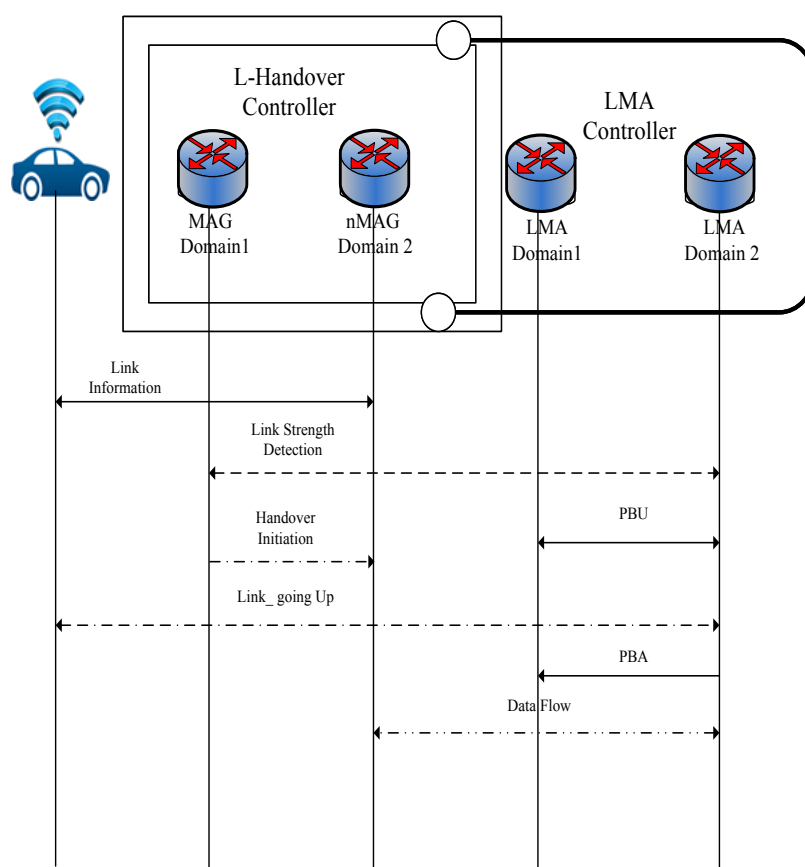 L-Handover
Controller
LMA
Controller
MAG
Domain1
nMAG
Domain 2
LMA
Domain1
LMA
Domain 2
Link
Information
Link Strength
Detection
Handover
Initiation
PBU
Link_ going Up
PBA
Data Flow